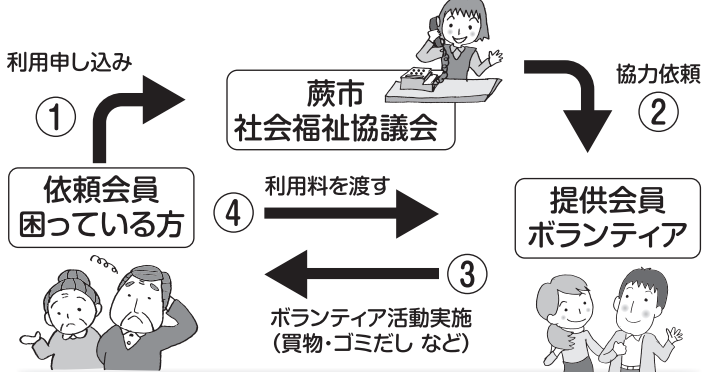 利用申し込み
①
蕨市
社会福祉協議会
協力依頼
②
依頼会員
困っている方
④
利用料を渡す
提供会員
ボランティア
③
ボランティア活動実施
(買物・ゴミだし など)